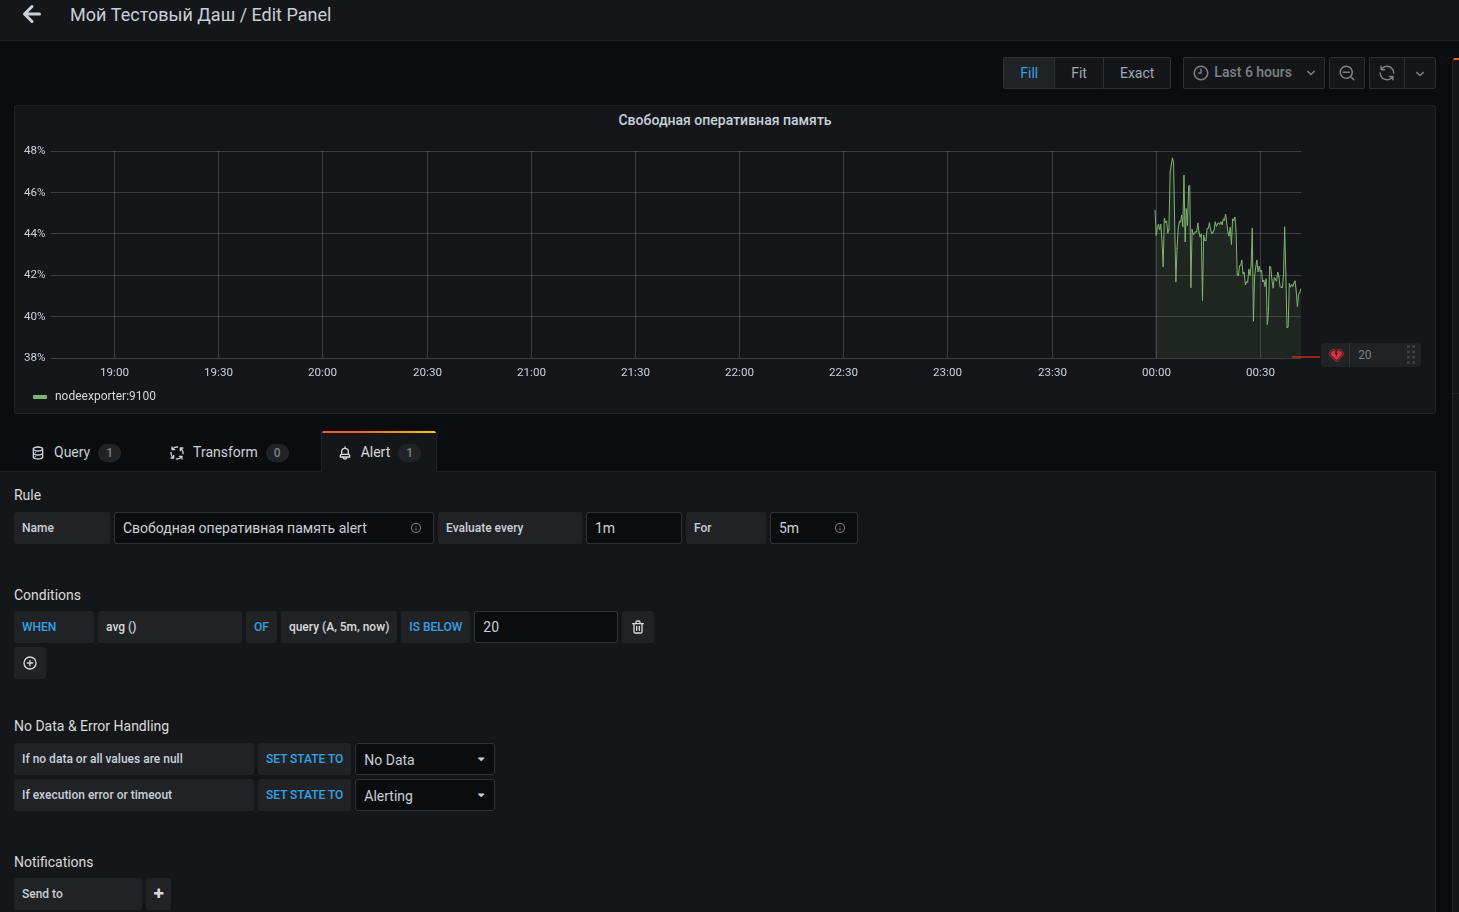 Мой Тестовый Даш / Edit Panel
Fill Fit Exact Last 6 hours
Свободная оперативная память
48%
46%
44%
42%
40%
38%
20
19:00 19:30 20:00 20:30 21:00 21:30 22:00 22:30 23:00 23:30 00:00 00:30
nodeexporter:9100
Query 1 Transform 0 Alert 1
Rule
Name Свободная оперативная память alert Evaluate every 1m For 5m
Conditions
WHEN avg () OF query (A, 5m, now) IS BELOW 20
No Data & Error Handling
If no data or all values are null SET STATE TO No Data
If execution error or timeout SET STATE TO Alerting
Notifications
Send to